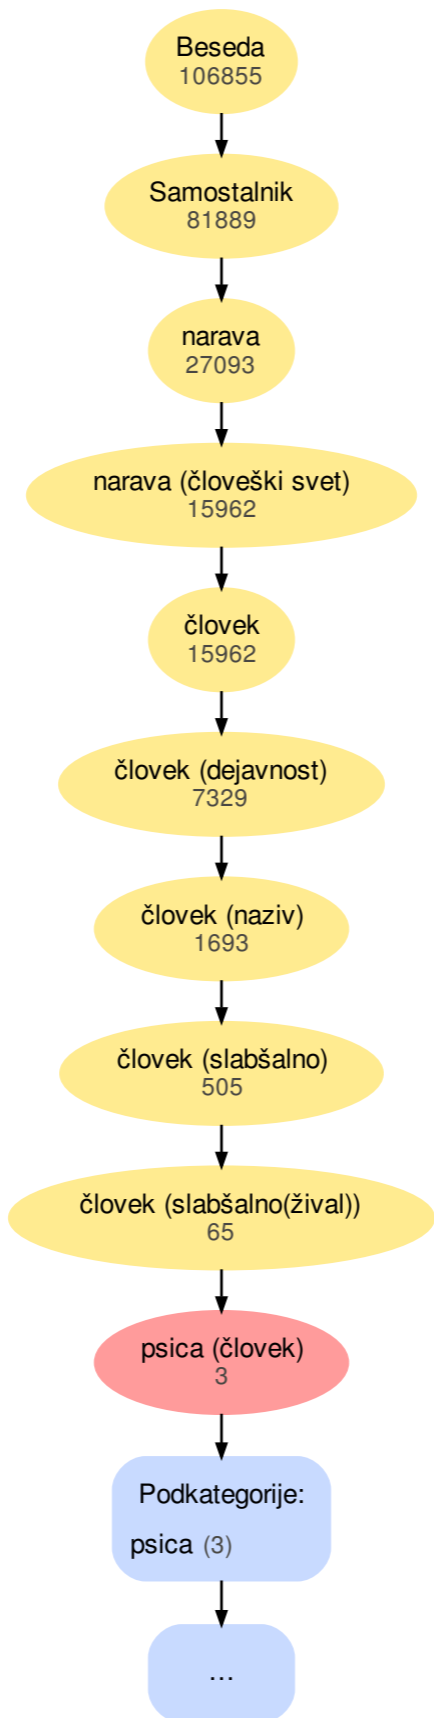 Beseda
106855
Samostalnik
81889
narava
27093
narava (človeški svet)
15962
človek
15962
človek (dejavnost)
7329
človek (naziv)
1693
človek (slabšalno)
505
človek (slabšalno(žival))
65
psica (človek)
3
Podkategorije:
psica (3)
...